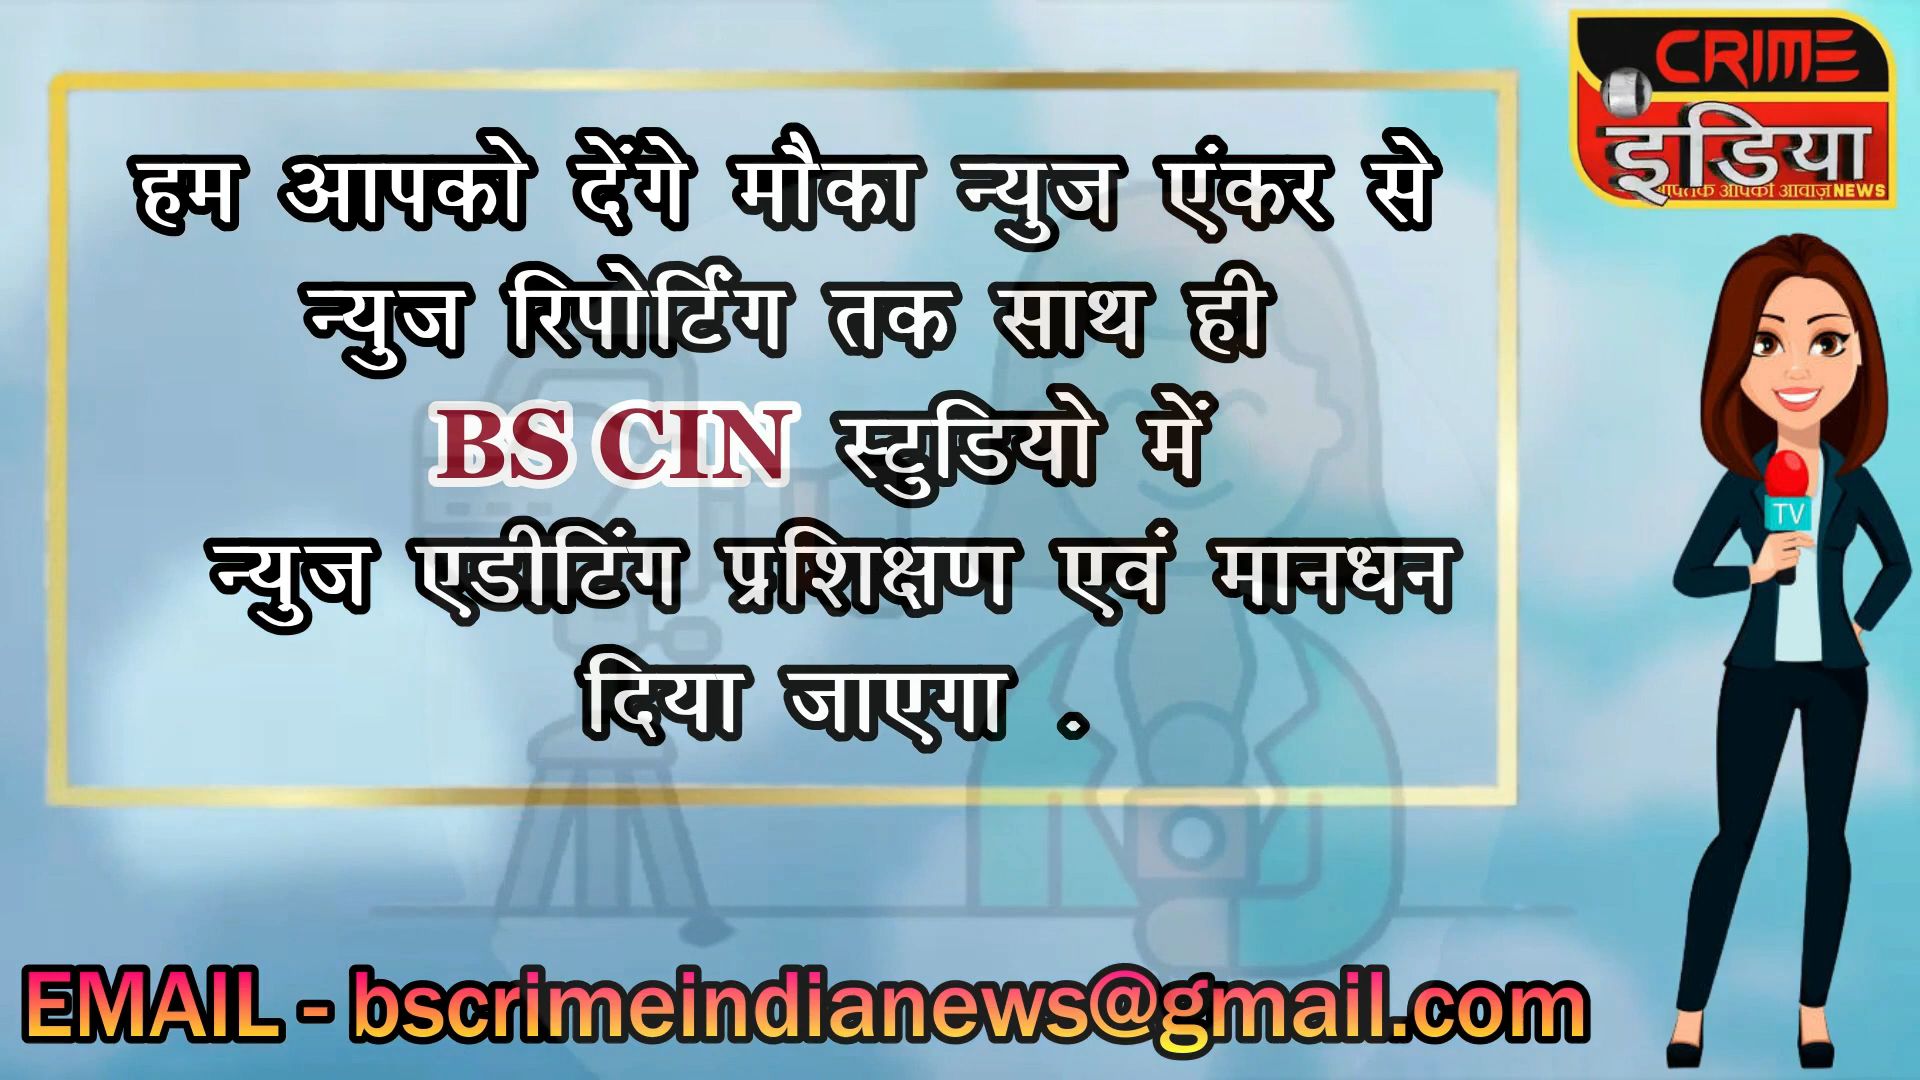 CRIME
इंडिया
आपकी आवाज़ NEWS
हम आपको देंगे मौका न्युज एंकर से
न्युज रिपोर्टिंग तक साथ ही
BS CIN स्टुडियो में
न्युज एडीटिंग प्रशिक्षण एवं मानधन
दिया जाएगा .
TV
EMAIL - bscrimeindianews@gmail.com